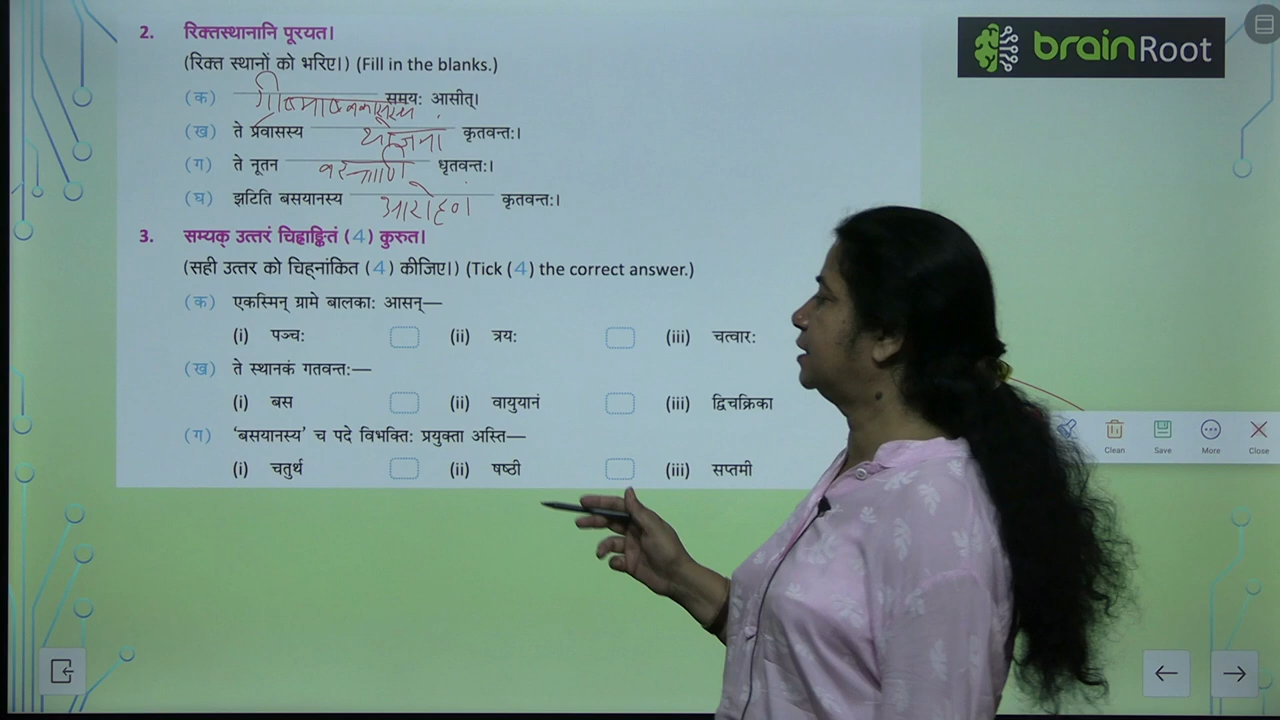 2. रिक्तस्थानानि पूरयत।
(रिक्त स्थानों को भरिए।) (Fill in the blanks.)
(क) ग्रीष्मावकाशस्य समय: आसीत्।
(ख) ते प्रवासस्य योजना कृतवन्त:।
(ग) ते नूतन वस्त्राणि धृतवन्त:।
(घ) झटिति बसयानस्य आरोहण कृतवन्त:।
3. सम्यक् उत्तरं चिह्नाङ्कितं (4) कुरुत।
(सही उत्तर को चिह्नांकित (4) कीजिए।) (Tick (4) the correct answer.)
(क) एकस्मिन् ग्रामे बालका: आसन्—
(i) पञ्च: (ii) त्रय: (iii) चत्वार:
(ख) ते स्थानकं गतवन्त:—
(i) बस (ii) वायुयानं (iii) द्विचक्रिका
(ग) 'बसयानस्य' च पदे विभक्ति: प्रयुक्ता अस्ति—
(i) चतुर्थ (ii) षष्ठी (iii) सप्तमी
brainRoot
Clean Save More Close